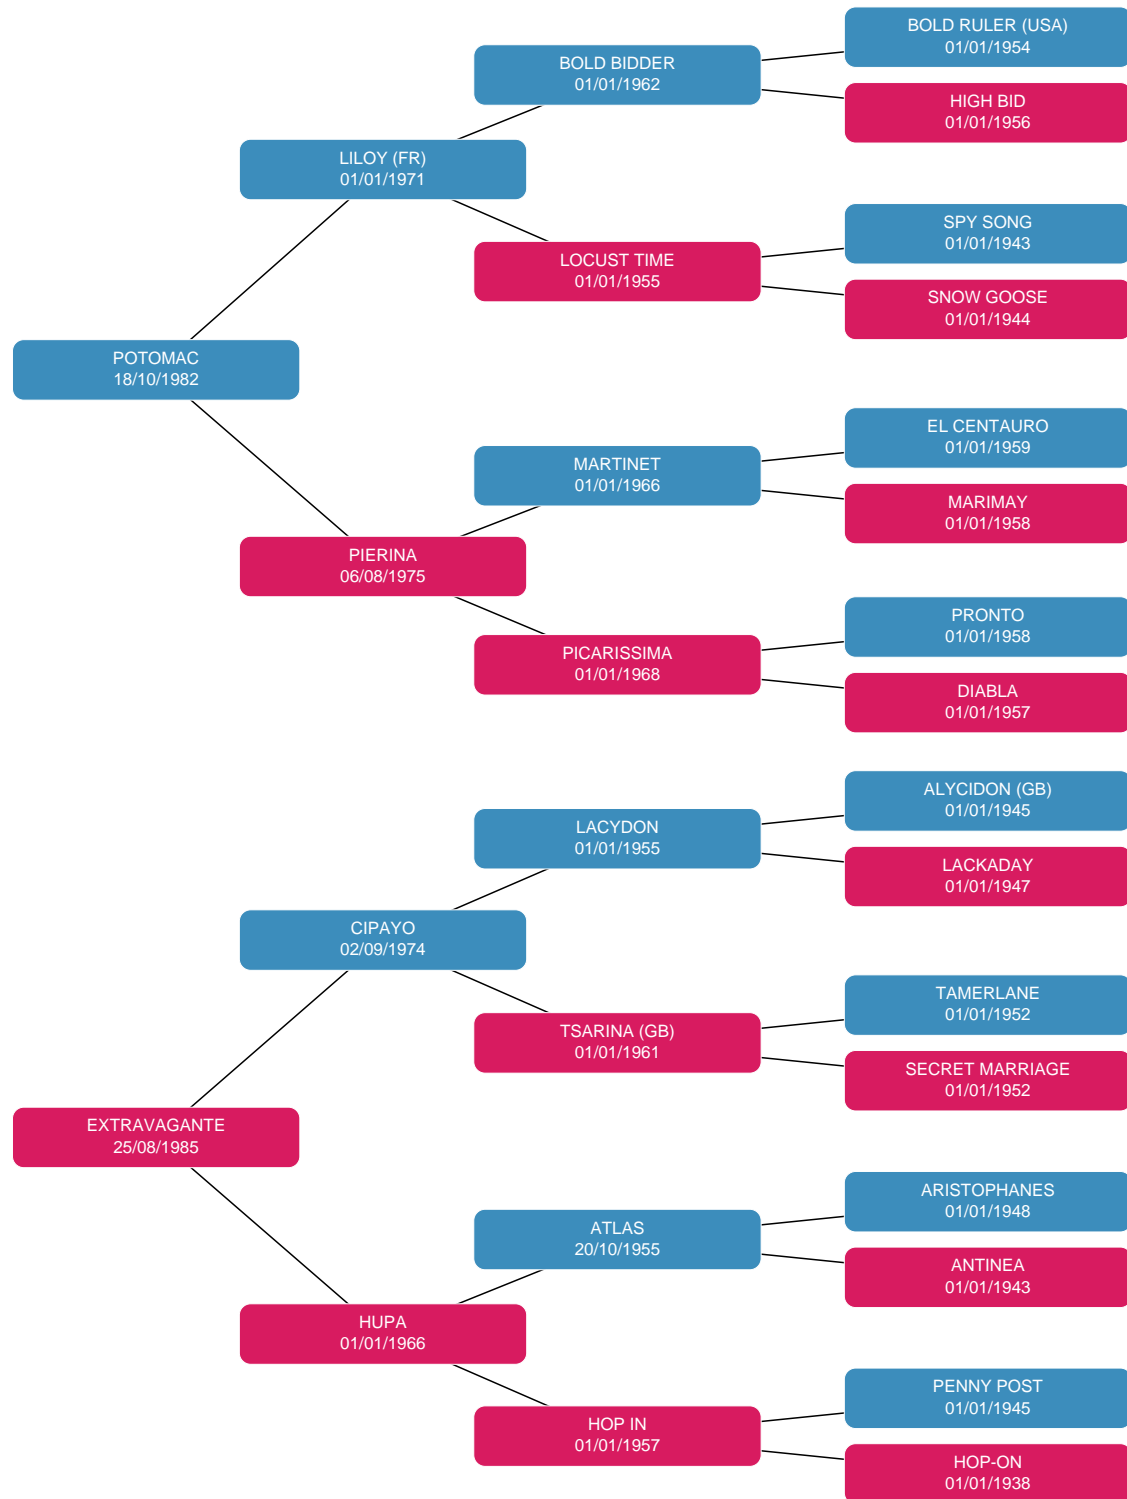 BOLD RULER (USA)
01/01/1954
BOLD BIDDER
01/01/1962
HIGH BID
01/01/1956
LILOY (FR)
01/01/1971
SPY SONG
01/01/1943
LOCUST TIME
01/01/1955
SNOW GOOSE
01/01/1944
POTOMAC
18/10/1982
EL CENTAURO
01/01/1959
MARTINET
01/01/1966
MARIMAY
01/01/1958
PIERINA
06/08/1975
PRONTO
01/01/1958
PICARISSIMA
01/01/1968
DIABLA
01/01/1957
ALYCIDON (GB)
01/01/1945
LACYDON
01/01/1955
LACKADAY
01/01/1947
CIPAYO
02/09/1974
TAMERLANE
01/01/1952
TSARINA (GB)
01/01/1961
SECRET MARRIAGE
01/01/1952
EXTRAVAGANTE
25/08/1985
ARISTOPHANES
01/01/1948
ATLAS
20/10/1955
ANTINEA
01/01/1943
HUPA
01/01/1966
PENNY POST
01/01/1945
HOP IN
01/01/1957
HOP-ON
01/01/1938